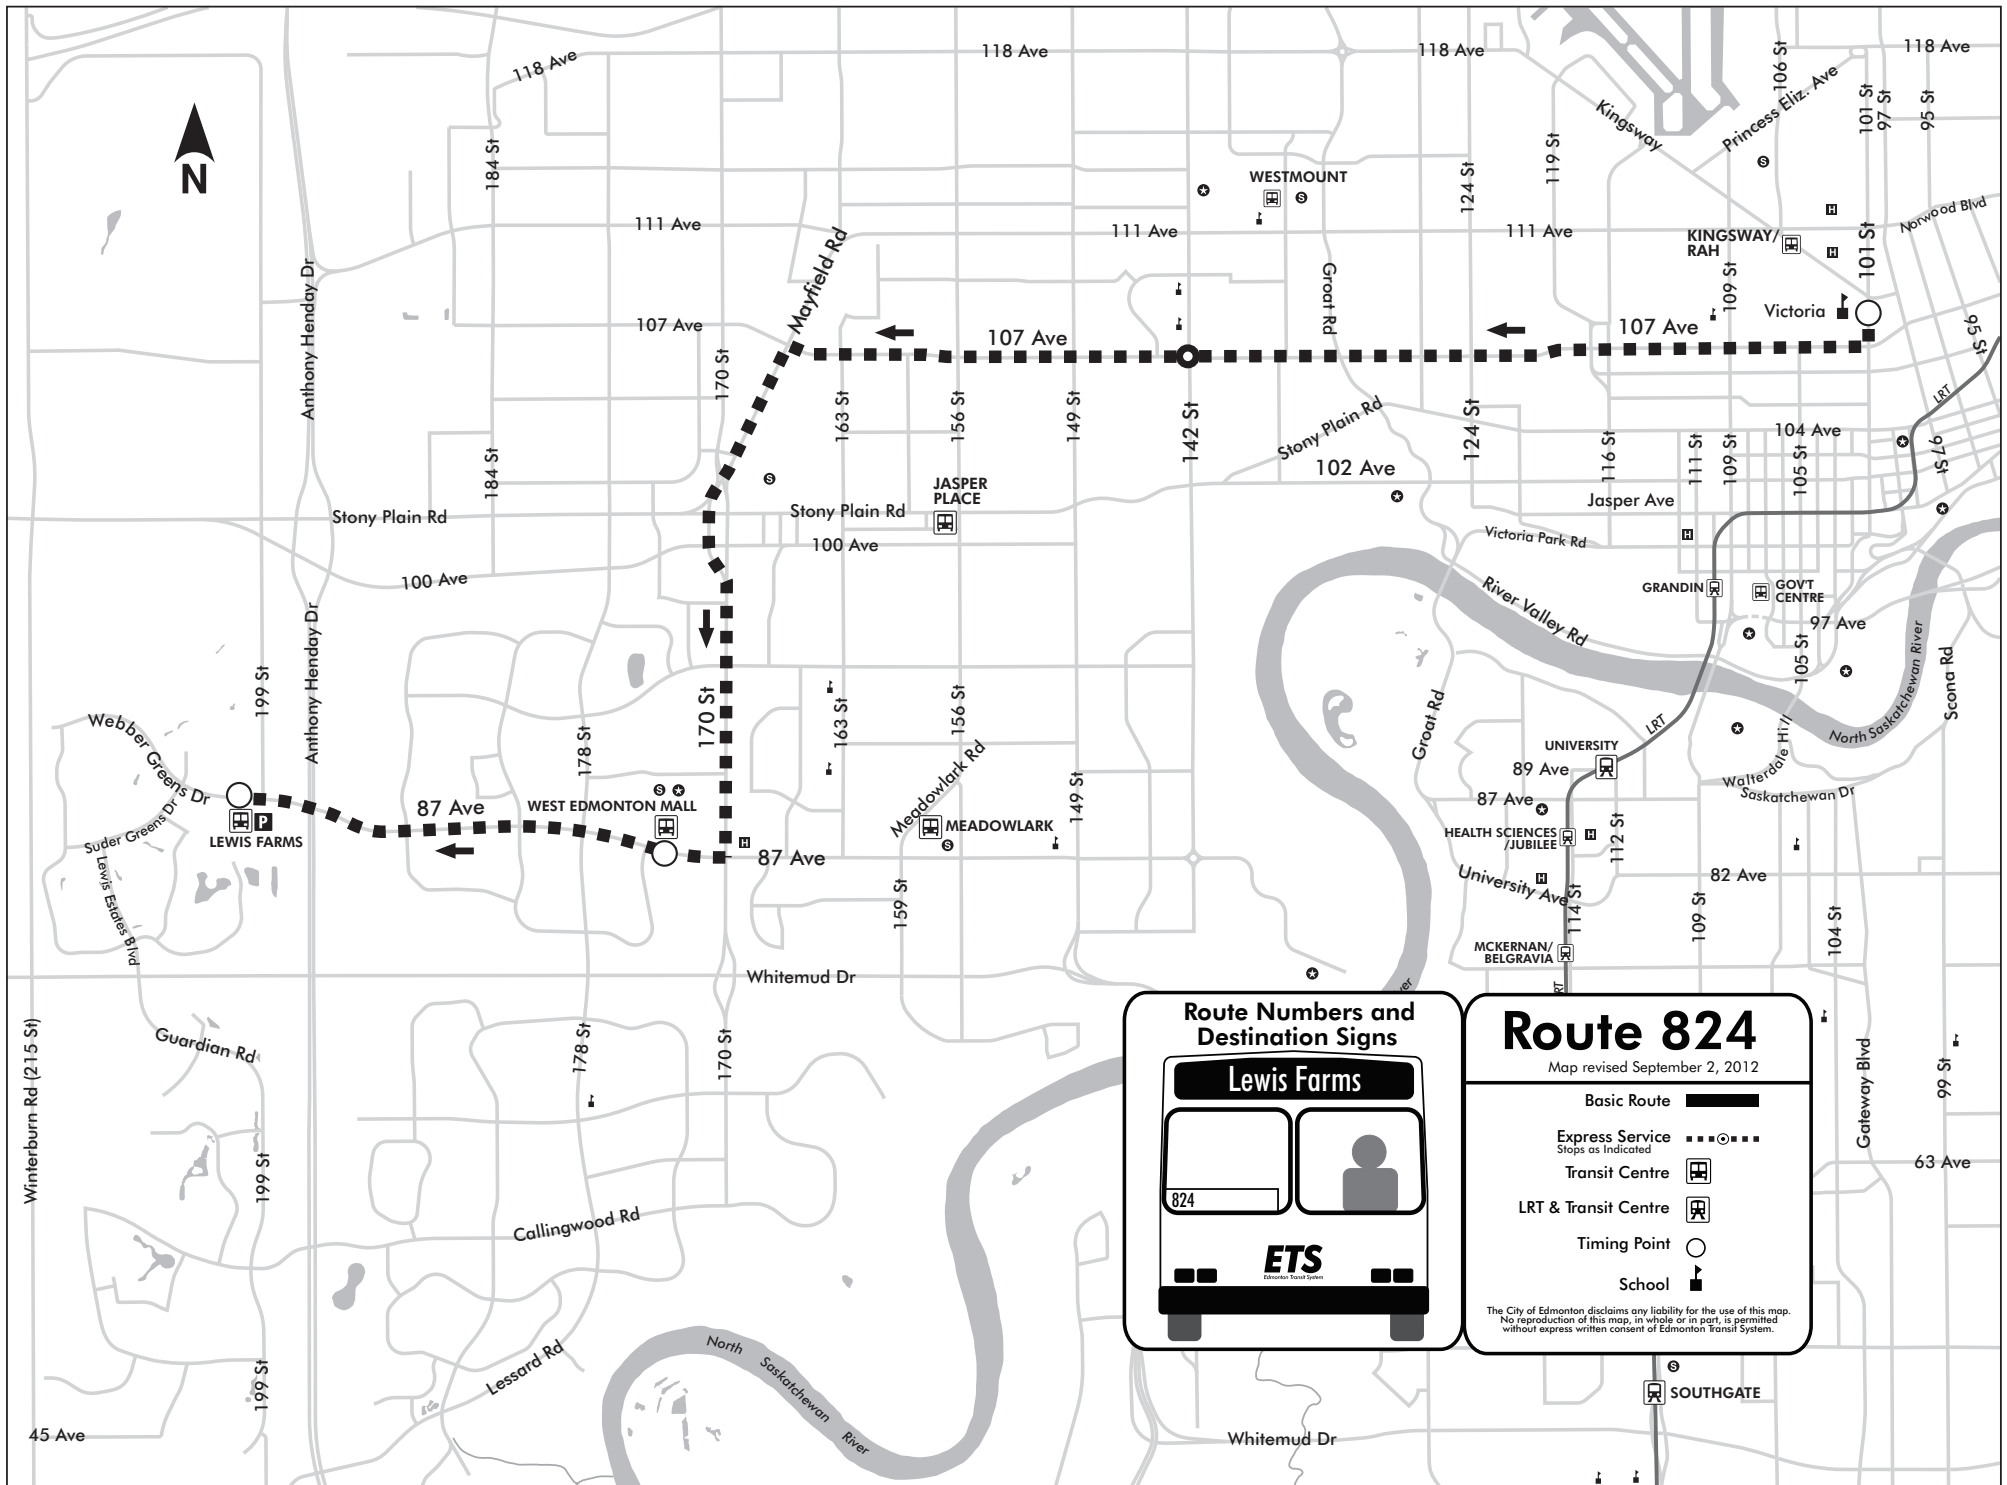 118 Ave
118 Ave
118 Ave
118 Ave
106 St
Princess Eliz. Ave
Kingsway
101 St
97 St
95 St
N
184 St
119 St
124 St
WESTMOUNT
S
S
H
Norwood Blvd
111 Ave
111 Ave
111 Ave
KINGSWAY/
RAH
H
101 St
Mayfield Rd
Anthony Henday Dr
Groat Rd
109 St
Victoria
107 Ave
107 Ave
107 Ave
95 St
170 St
163 St
156 St
149 St
142 St
124 St
Stony Plain Rd
LRT
104 Ave
116 St
111 St
109 St
105 St
97 St
184 St
S
102 Ave
JASPER
PLACE
Jasper Ave
Stony Plain Rd
Stony Plain Rd
100 Ave
Victoria Park Rd
H
100 Ave
River Valley Rd
GRANDIN
GOV'T
CENTRE
97 Ave
Anthony Henday Dr
199 St
105 St
North Saskatchewan River
Scona Rd
170 St
163 St
156 St
178 St
Webber
Greens Dr
Groat Rd
LRT
UNIVERSITY
Meadowlark Rd
89 Ave
Walterdale Hill
Saskatchewan Dr
149 St
87 Ave
S
WEST EDMONTON MALL
87 Ave
P
LEWIS FARMS
Suder Greens Dr
MEADOWLARK
S
HEALTH SCIENCES
/JUBILEE
H
112 St
H
87 Ave
Lewis Estates Blvd
University Ave
H
82 Ave
159 St
114 St
109 St
104 St
MCKERNAN/
BELGRAVIA
Whitemud Dr
Winterburn Rd (215 St)
Guardian Rd
178 St
170 St
Route Numbers and
Destination Signs
Lewis Farms
824
ETS
Edmonton Transit System
Route 824
Map revised September 2, 2012
Basic Route
Express Service
Stops as Indicated
Transit Centre
LRT & Transit Centre
Timing Point
School
The City of Edmonton disclaims any liability for the use of this map.
No reproduction of this map, in whole or in part, is permitted
without express written consent of Edmonton Transit System.
Gateway Blvd
99 St
63 Ave
199 St
Callingwood Rd
Lessard Rd
North Saskatchewan River
199 St
45 Ave
S
SOUTHGATE
Whitemud Dr